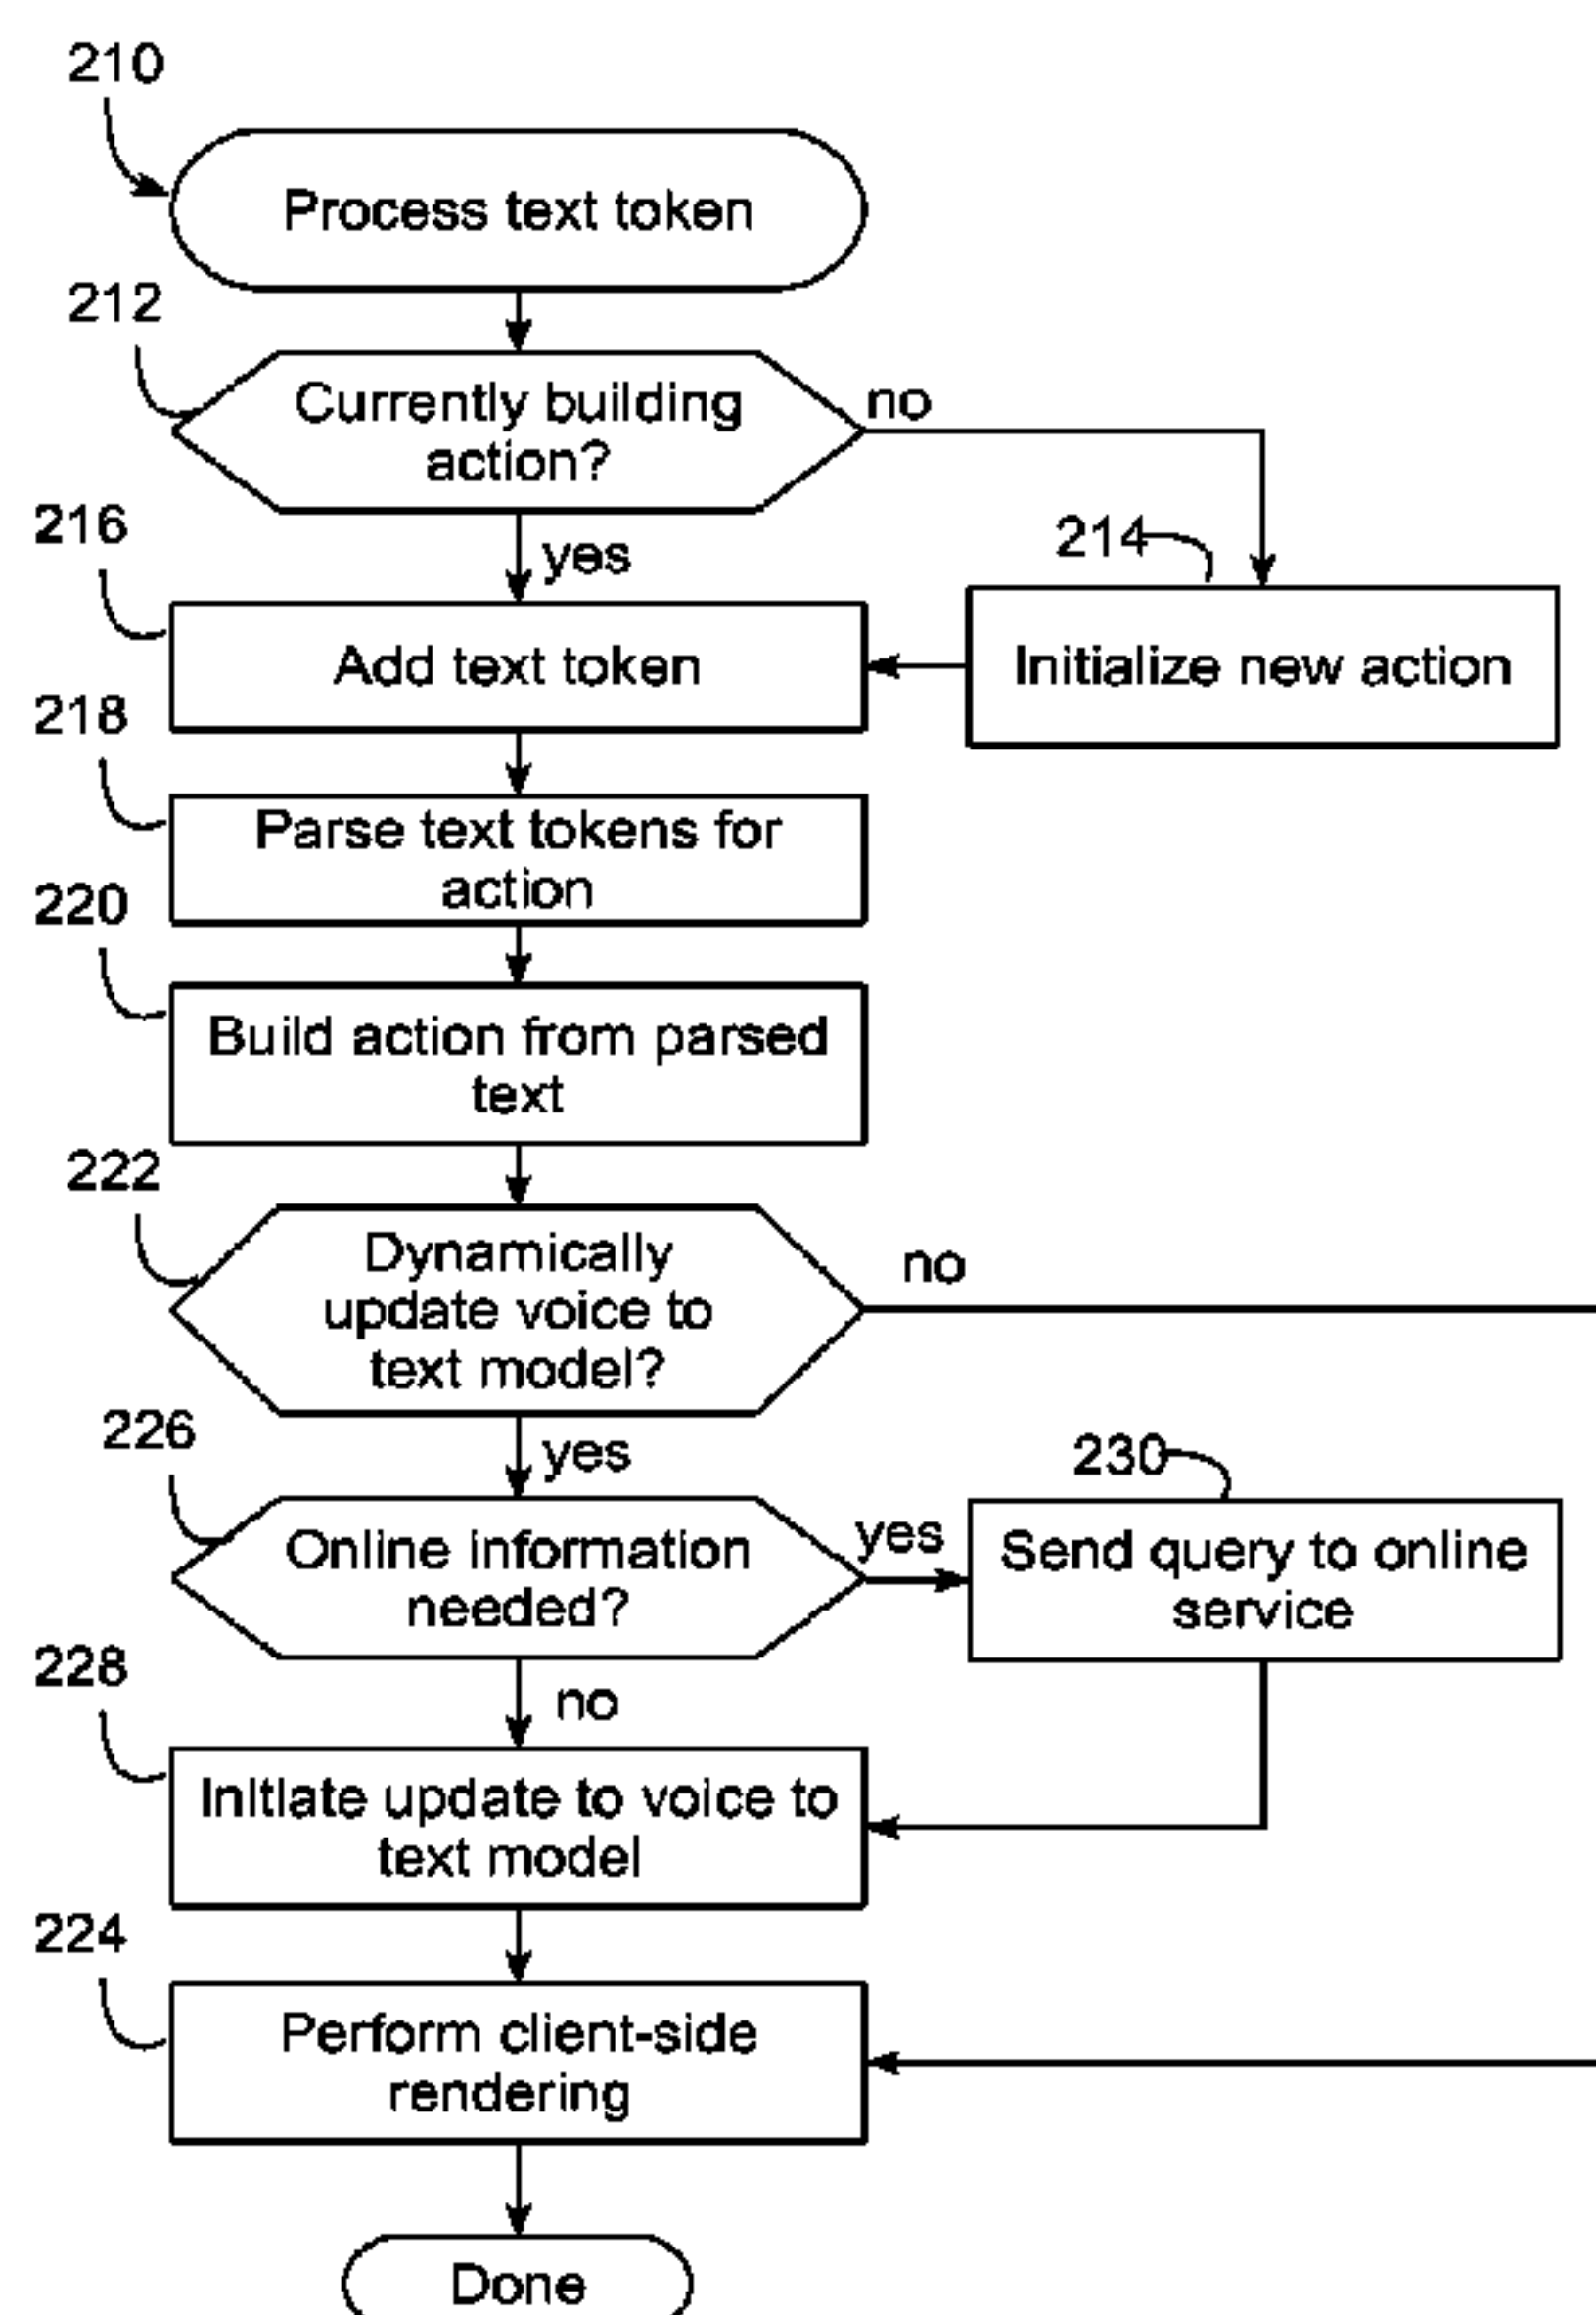 210
Process text token
212
Currently building
action?
no
yes
216
Add text token
214
Initialize new action
218
Parse text tokens for
action
220
Build action from parsed
text
222
Dynamically
update voice to
text model?
no
yes
226
Online information
needed?
yes
230
Send query to online
service
no
228
Initiate update to voice to
text model
224
Perform client-side
rendering
Done